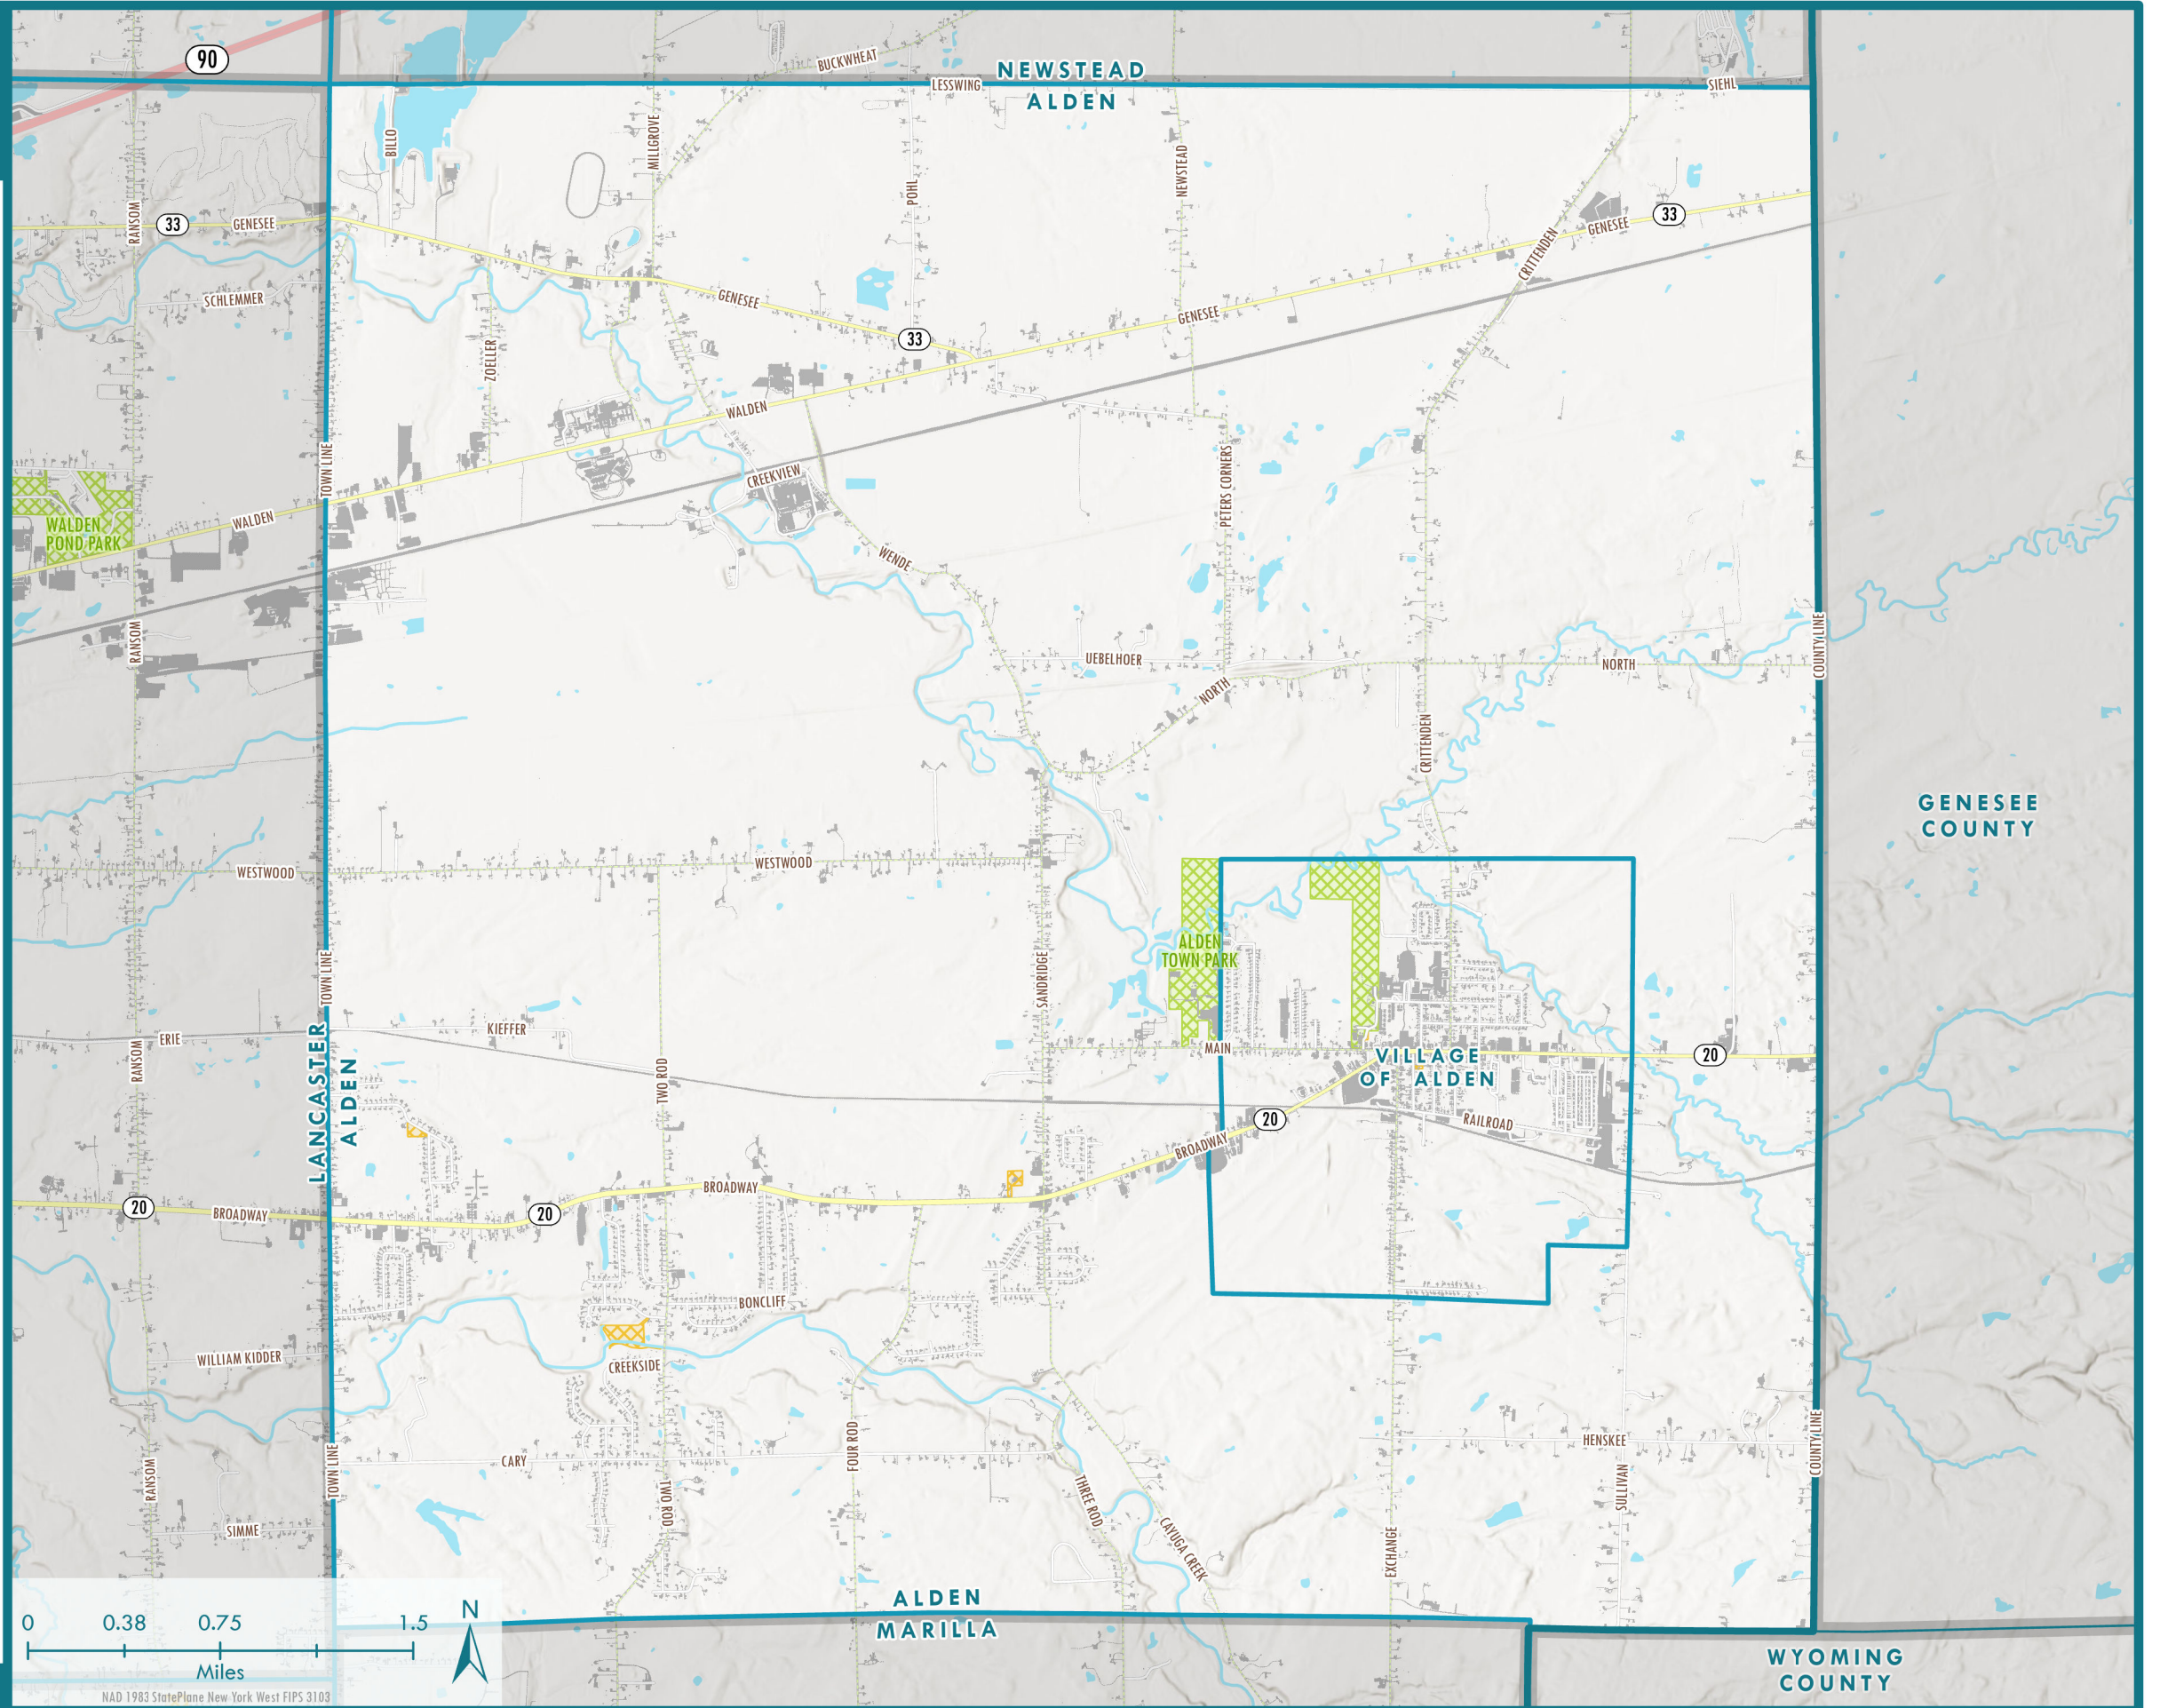 90
BUCKWHEAT
NEWSTEAD
LESSWING
SIEHL
ALDEN
BILLO
MILLGROVE
POHL
NEWSTEAD
RANSOM
33
GENESEE
33
GENESEE
CRITTENDEN
SCHLEMMER
GENESEE
GENESEE
33
ZOELLER
WALDEN
TOWN LINE
CREEKVIEW
PETERS CORNERS
WALDEN
POND PARK
WALDEN
WENDE
RANSOM
UEBELHOER
NORTH
COUNTY LINE
NORTH
CRITTENDEN
GENESEE
COUNTY
WESTWOOD
WESTWOOD
ALDEN
TOWN PARK
TOWN LINE
SANDRIDGE
KIEFFER
ERIE
MAIN
VILLAGE
OF ALDEN
20
RANSOM
LANCASTER
ALDEN
TWO ROD
20
RAILROAD
BROADWAY
BROADWAY
20
BROADWAY
20
BONCLIFF
WILLIAM KIDDER
CREEKSIDE
TOWN LINE
RANSOM
CARY
FOUR ROD
HENSKEE
COUNTY LINE
SULLIVAN
TWO ROD
THREE ROD
CAYUGA CREEK
EXCHANGE
SIMME
ALDEN
MARILLA
WYOMING
COUNTY
0 0.38 0.75 1.5
Miles
N
NAD 1983 StatePlane New York West FIPS 3103